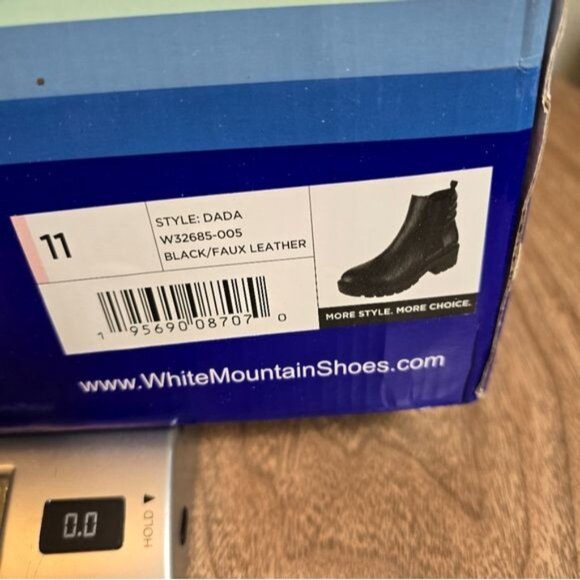 11
STYLE: DADA
W32685-005
BLACK/FAUX LEATHER
1 95690 08707 0
MORE STYLE. MORE CHOICE.
www.WhiteMountainShoes.com
0.0
HOLD